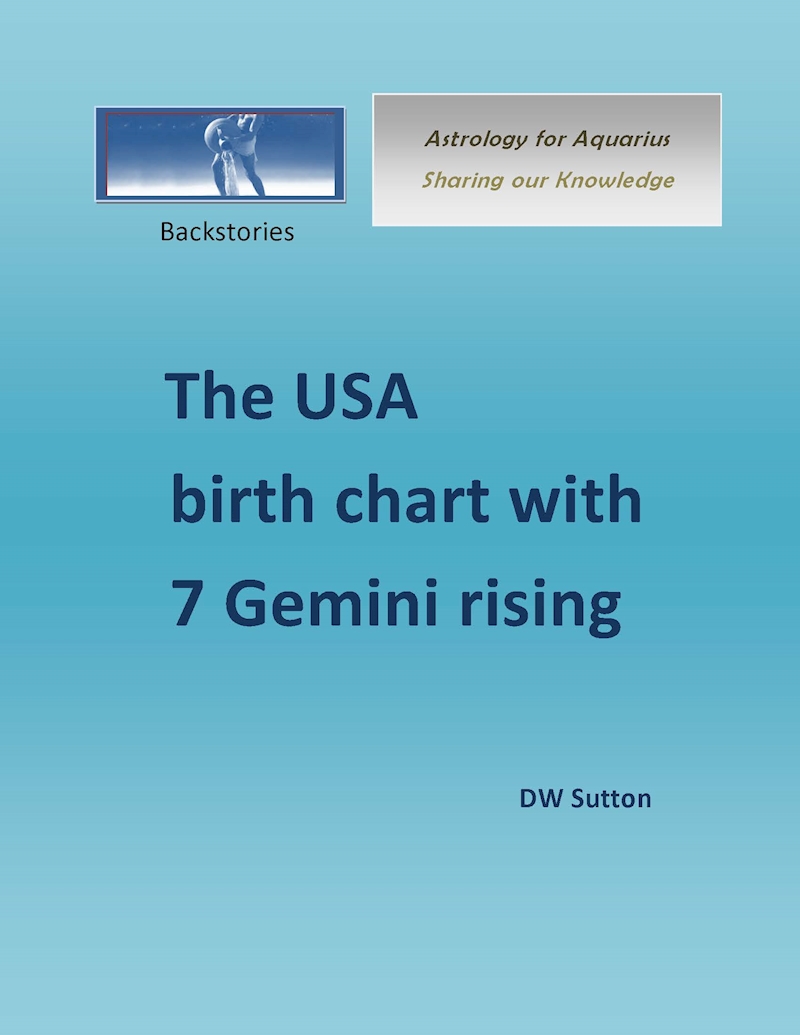 Astrology for Aquarius
Sharing our Knowledge
Backstories
The USA
birth chart with
7 Gemini rising
DW Sutton